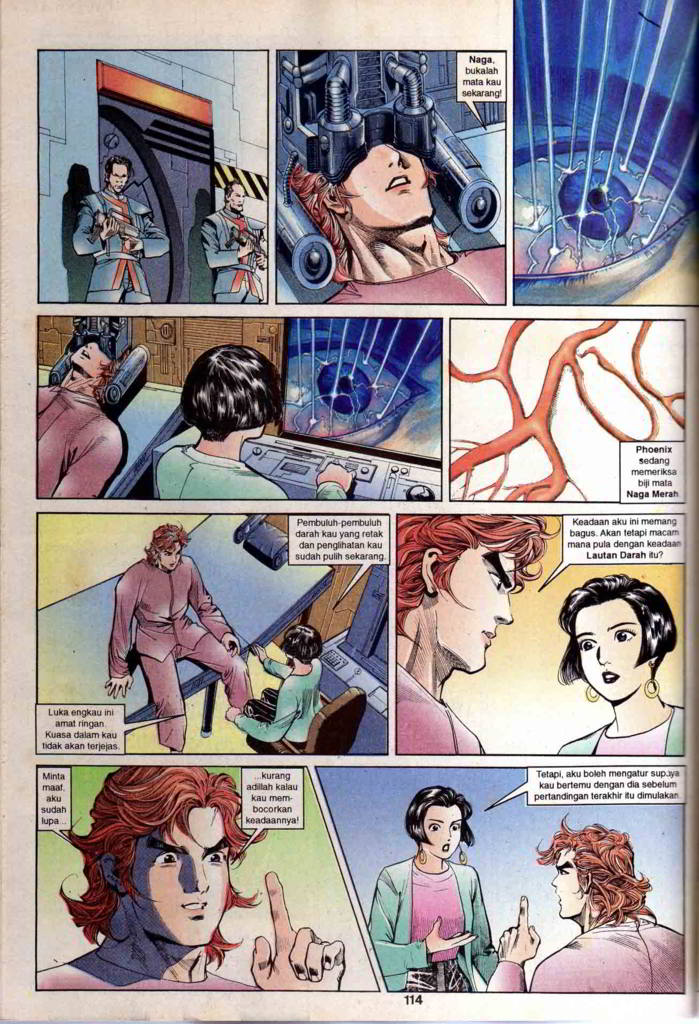 Naga,
bukalah
mata kau
sekarang!
Phoenix
sedang
memeriksa
biji mata
Naga Merah.
Pembuluh-pembuluh
darah kau yang retak
dan penglihatan kau
sudah pulih sekarang.
Luka engkau ini
amat ringan.
Kuasa dalam kau
tidak akan terjejas.
Keadaan aku ini memang
bagus. Akan tetapi macam
mana pula dengan keadaan
Lautan Darah itu?
Minta
maaf,
aku
sudah
lupa...
...kurang
adillah kalau
kau mem-
bocorkan
keadaannya!
Tetapi, aku boleh mengatur supaya
kau bertemu dengan dia sebelum
pertandingan terakhir itu dimulakan.
114